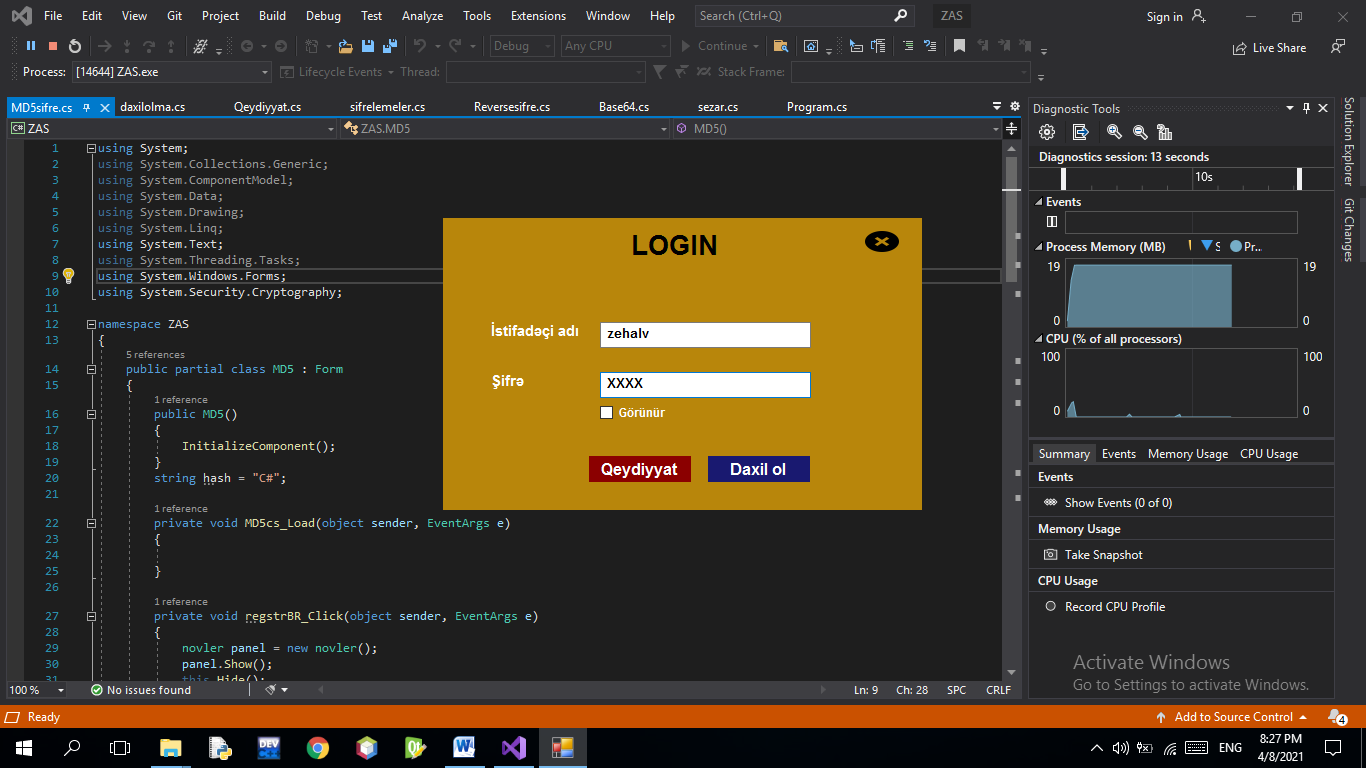 File Edit View Git Project Build Debug Test Analyze Tools Extensions Window Help Search (Ctrl+Q) ZAS Sign in
Debug Any CPU Continue Live Share
Process: [14644] ZAS.exe Lifecycle Events Thread: Stack Frame:
MD5sifre.cs daxilolma.cs Qeydiyyat.cs sifrelemeler.cs Reversesifre.cs Base64.cs sezar.cs Program.cs
C# ZAS ZAS.MD5 MD5()
1 using System;
2 using System.Collections.Generic;
3 using System.ComponentModel;
4 using System.Data;
5 using System.Drawing;
6 using System.Linq;
7 using System.Text;
8 using System.Threading.Tasks;
9 using System.Windows.Forms;
10 using System.Security.Cryptography;
11
12 namespace ZAS
13 {
5 references
14 public partial class MD5 : Form
15 {
1 reference
16 public MD5()
17 {
18 InitializeComponent();
19 }
20 string hash = "C#";
21
1 reference
22 private void MD5cs_Load(object sender, EventArgs e)
23 {
24
25 }
26
1 reference
27 private void regstrBR_Click(object sender, EventArgs e)
28 {
29 novler panel = new novler();
30 panel.Show();
31 this.Hide();
LOGIN
İstifadəçi adı zehalv
Şifrə XXXX
Görünür
Qeydiyyat Daxil ol
Diagnostic Tools
Diagnostics session: 13 seconds
10s
Events
Process Memory (MB) S Pr...
19 19
0 0
CPU (% of all processors)
100 100
0 0
Summary Events Memory Usage CPU Usage
Events
Show Events (0 of 0)
Memory Usage
Take Snapshot
CPU Usage
Record CPU Profile
Activate Windows
Go to Settings to activate Windows.
Solution Explorer
Git Changes
100 % No issues found Ln: 9 Ch: 28 SPC CRLF
Ready Add to Source Control 4
DEV C++ Qt W ENG 8:27 PM
4/8/2021